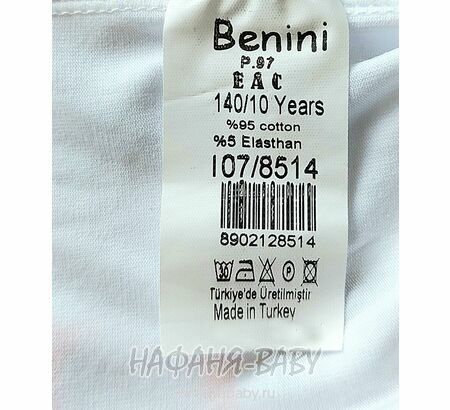 Benini
P.97
EAC
140/10 Years
%95 cotton
%5 Elasthan
107/8514
8902128514
Türkiye'de Üretilmiştir
Made in Turkey
НАФАНЯ-BABY